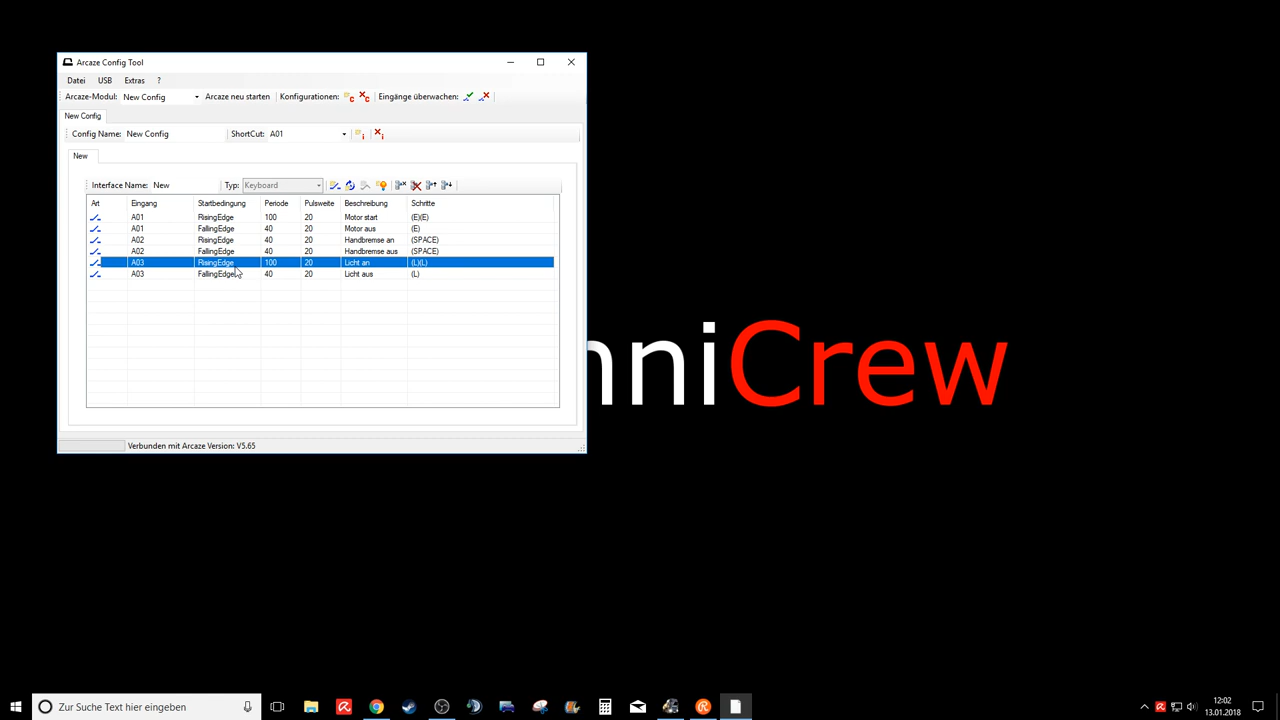 Arcaze Config Tool
Datei USB Extras ?
Arcaze-Modul: New Config Arcaze neu starten Konfigurationen: Eingänge überwachen:
New Config
Config Name: New Config ShortCut: A01
New
Interface Name: New Typ: Keyboard
Art Eingang Startbedingung Periode Pulsweite Beschreibung Schritte
A01 RisingEdge 100 20 Motor start (E)(E)
A01 FallingEdge 40 20 Motor aus (E)
A02 RisingEdge 40 20 Handbremse an (SPACE)
A02 FallingEdge 40 20 Handbremse aus (SPACE)
A03 RisingEdge 100 20 Licht an (L)(L)
A03 FallingEdge 40 20 Licht aus (L)
nniCrew
Verbunden mit Arcaze Version: V5.65
Zur Suche Text hier eingeben
12:02
13.01.2018